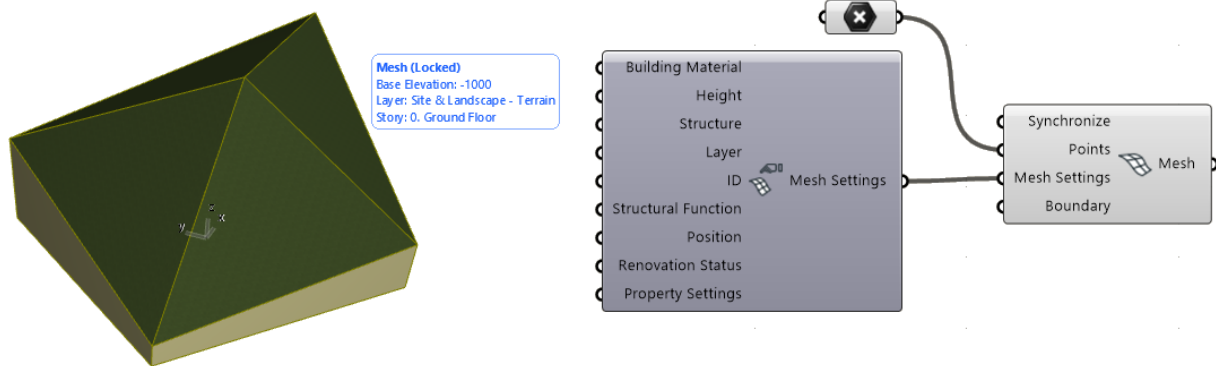 Mesh (Locked)
Base Elevation: -1000
Layer: Site & Landscape - Terrain
Story: 0. Ground Floor
z
y
x
Building Material
Height
Structure
Layer
ID
Structural Function
Position
Renovation Status
Property Settings
Mesh Settings
Synchronize
Points
Mesh Settings
Boundary
Mesh